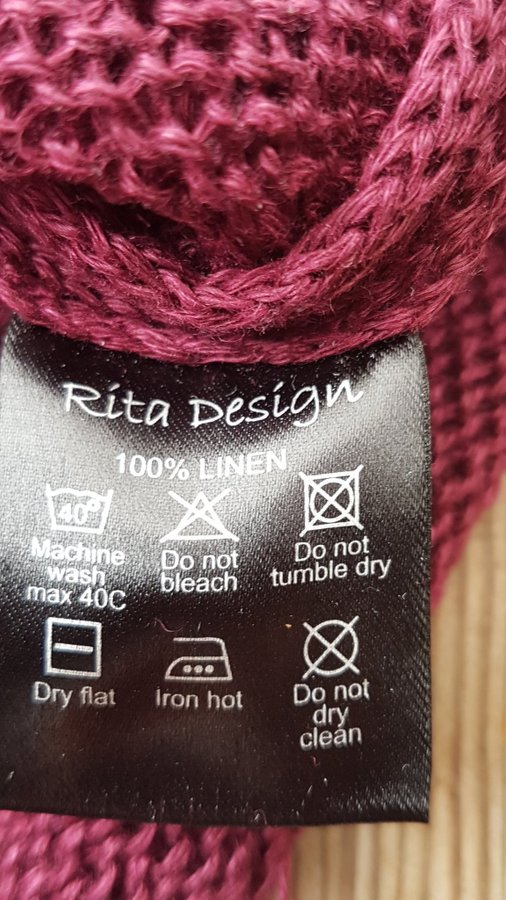 Rita Design
100% LINEN
40°
Machine
wash
max 40C
Do not
bleach
Do not
tumble dry
Dry flat
Iron hot
Do not
dry
clean